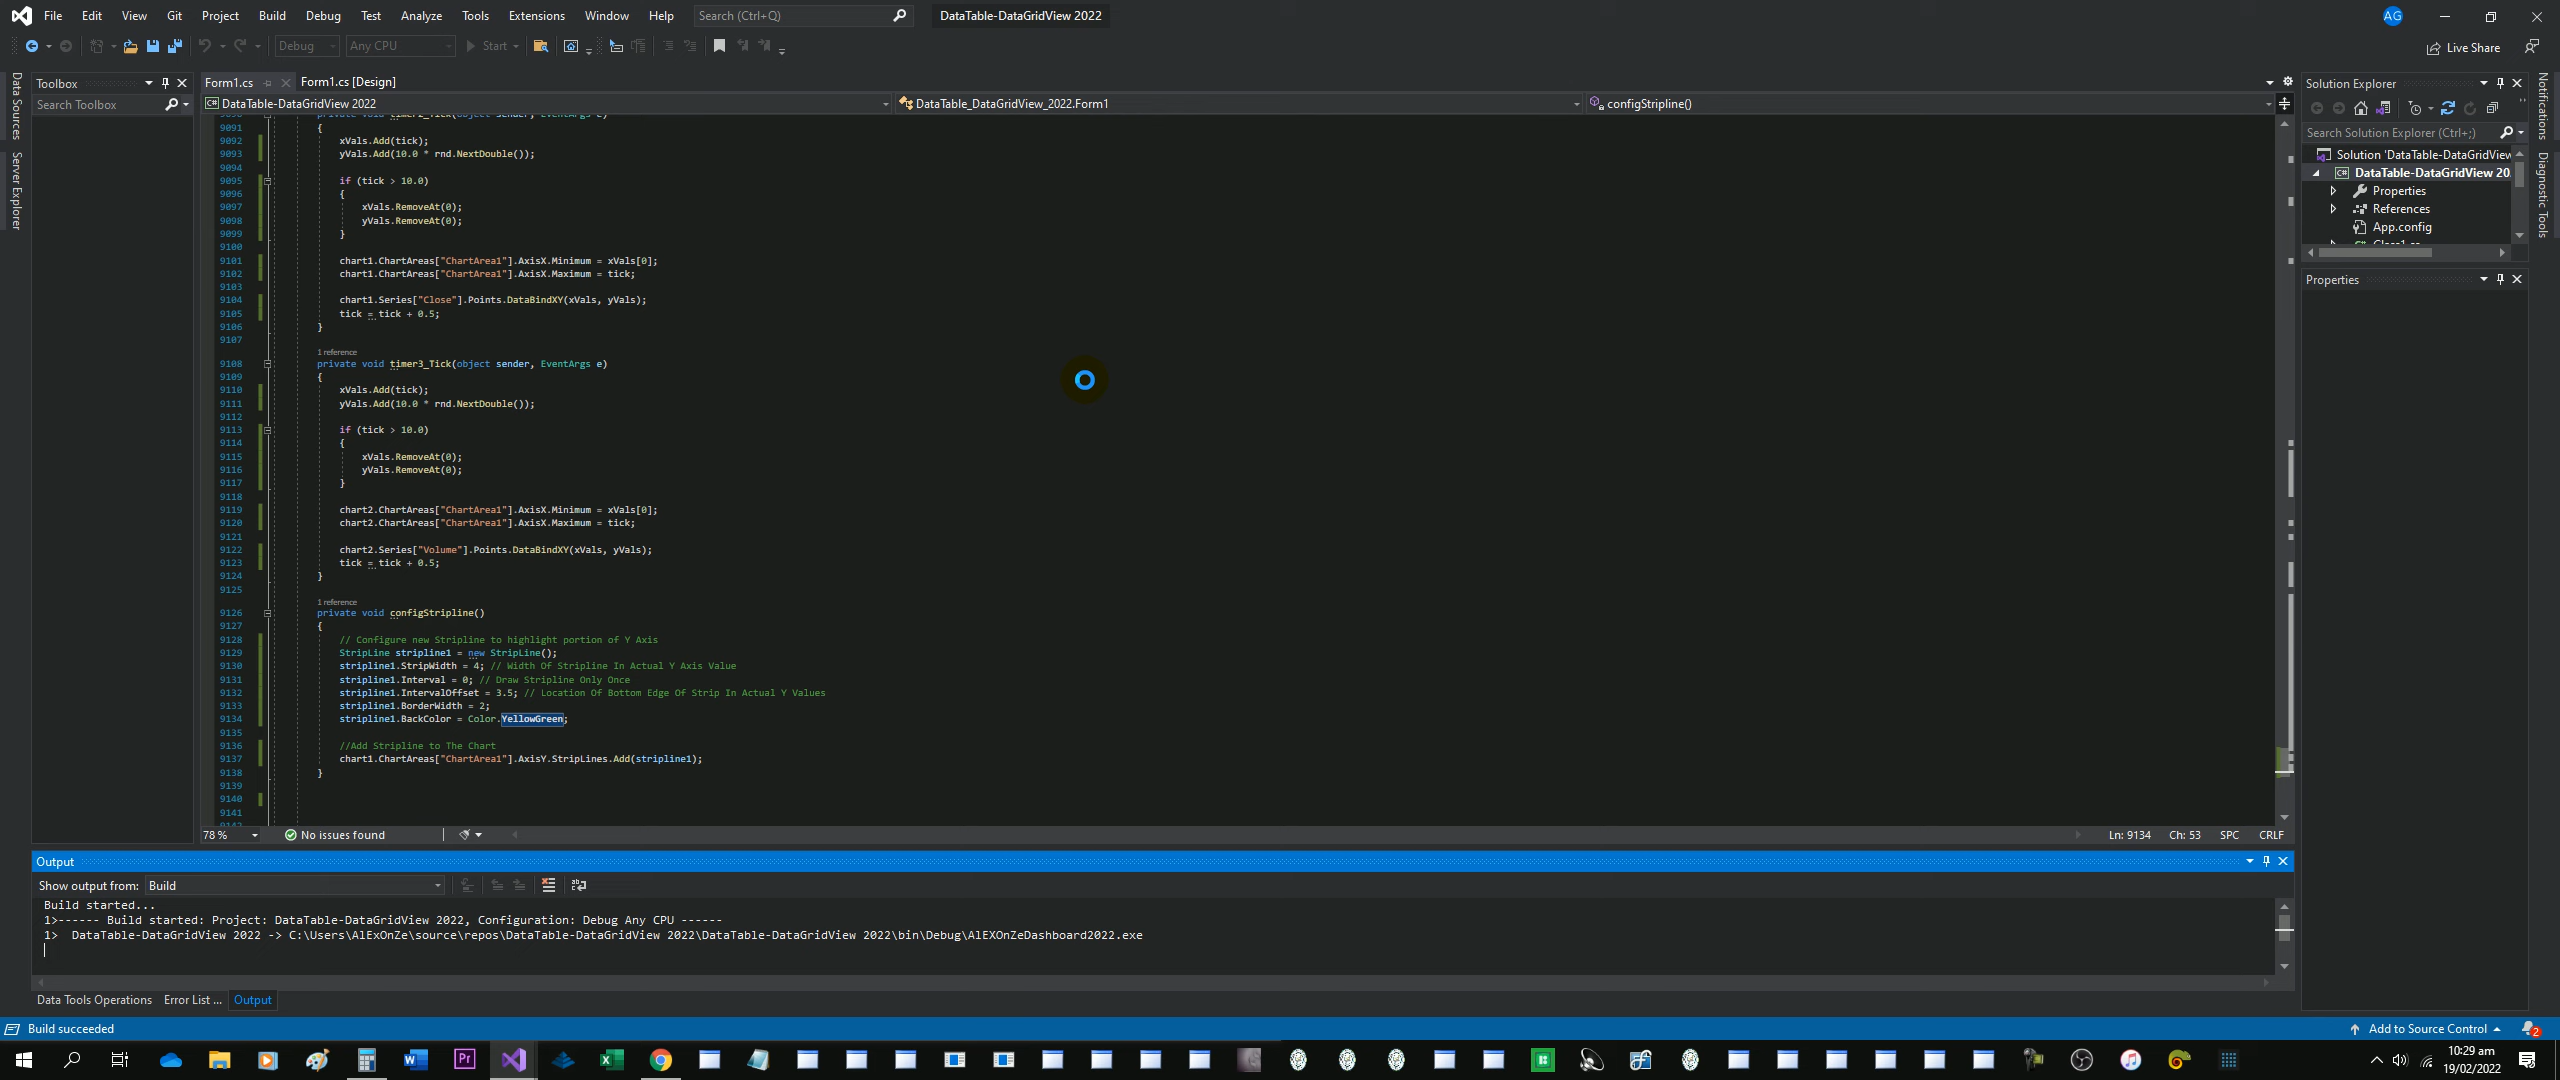 File Edit View Git Project Build Debug Test Analyze Tools Extensions Window Help Search (Ctrl+Q) DataTable-DataGridView 2022 AG
Debug Any CPU Start Live Share
Toolbox
Search Toolbox
Data Sources
Server Explorer
Form1.cs Form1.cs [Design]
DataTable-DataGridView 2022 DataTable_DataGridView_2022.Form1 configStripline()
9091 {
9092 xVals.Add(tick);
9093 yVals.Add(10.0 * rnd.NextDouble());
9094
9095 if (tick > 10.0)
9096 {
9097 xVals.RemoveAt(0);
9098 yVals.RemoveAt(0);
9099 }
9100
9101 chart1.ChartAreas["ChartArea1"].AxisX.Minimum = xVals[0];
9102 chart1.ChartAreas["ChartArea1"].AxisX.Maximum = tick;
9103
9104 chart1.Series["Close"].Points.DataBindXY(xVals, yVals);
9105 tick = tick + 0.5;
9106 }
9107
1 reference
9108 private void timer3_Tick(object sender, EventArgs e)
9109 {
9110 xVals.Add(tick);
9111 yVals.Add(10.0 * rnd.NextDouble());
9112
9113 if (tick > 10.0)
9114 {
9115 xVals.RemoveAt(0);
9116 yVals.RemoveAt(0);
9117 }
9118
9119 chart2.ChartAreas["ChartArea1"].AxisX.Minimum = xVals[0];
9120 chart2.ChartAreas["ChartArea1"].AxisX.Maximum = tick;
9121
9122 chart2.Series["Volume"].Points.DataBindXY(xVals, yVals);
9123 tick = tick + 0.5;
9124 }
9125
1 reference
9126 private void configStripline()
9127 {
9128 // Configure new Stripline to highlight portion of Y Axis
9129 StripLine stripline1 = new StripLine();
9130 stripline1.StripWidth = 4; // Width Of Stripline In Actual Y Axis Value
9131 stripline1.Interval = 0; // Draw Stripline Only Once
9132 stripline1.IntervalOffset = 3.5; // Location Of Bottom Edge Of Strip In Actual Y Values
9133 stripline1.BorderWidth = 2;
9134 stripline1.BackColor = Color.YellowGreen;
9135
9136 //Add Stripline to The Chart
9137 chart1.ChartAreas["ChartArea1"].AxisY.StripLines.Add(stripline1);
9138 }
9139
9140
9141
78 % No issues found Ln: 9134 Ch: 53 SPC CRLF
Solution Explorer
Search Solution Explorer (Ctrl+;)
Solution 'DataTable-DataGridView
DataTable-DataGridView 20
Properties
References
App.config
Properties
Notifications
Diagnostic Tools
Output
Show output from: Build
Build started...
1>------ Build started: Project: DataTable-DataGridView 2022, Configuration: Debug Any CPU ------
1> DataTable-DataGridView 2022 -> C:\Users\AlExOnZe\source\repos\DataTable-DataGridView 2022\DataTable-DataGridView 2022\bin\Debug\AlEXOnZeDashboard2022.exe
Data Tools Operations Error List ... Output
Build succeeded Add to Source Control 2
10:29 am
19/02/2022